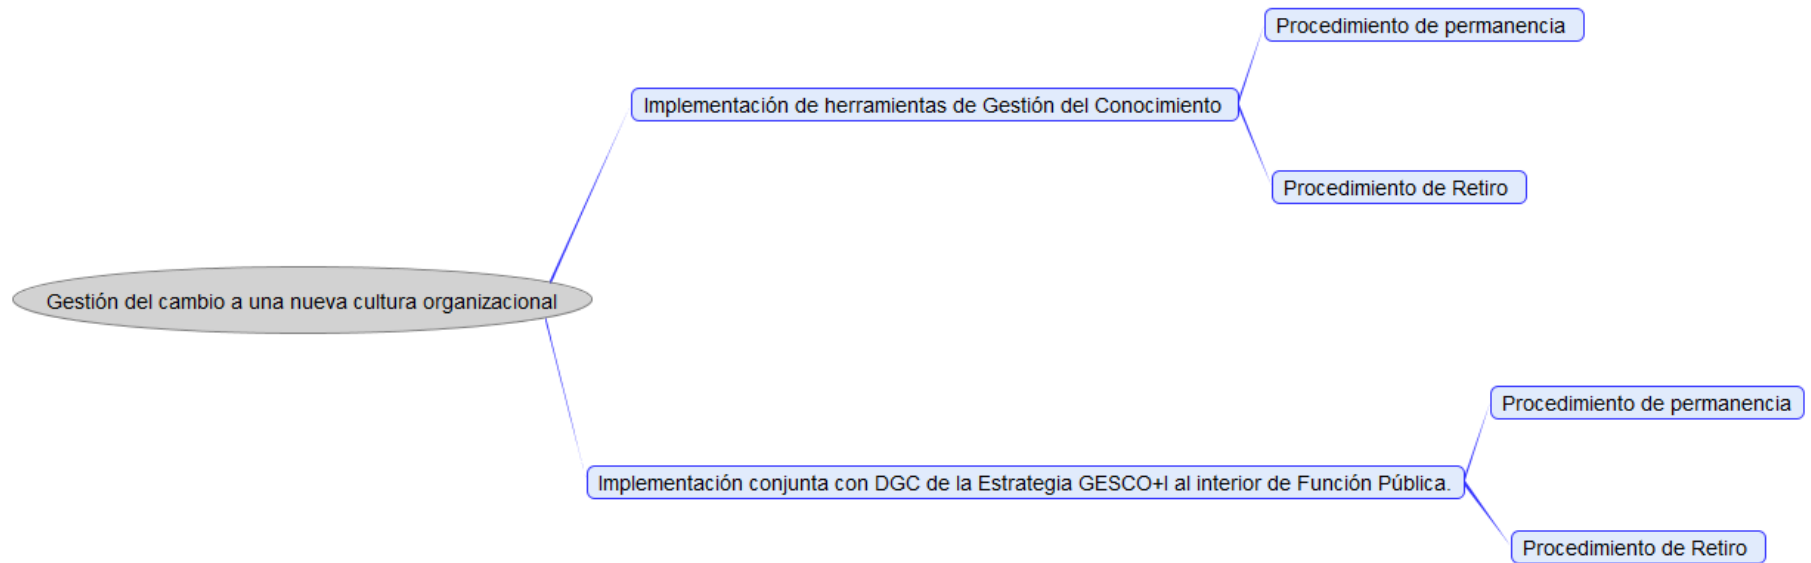 Procedimiento de permanencia
Implementación de herramientas de Gestión del Conocimiento
Procedimiento de Retiro
Gestión del cambio a una nueva cultura organizacional
Procedimiento de permanencia
Implementación conjunta con DGC de la Estrategia GESCO+I al interior de Función Pública.
Procedimiento de Retiro